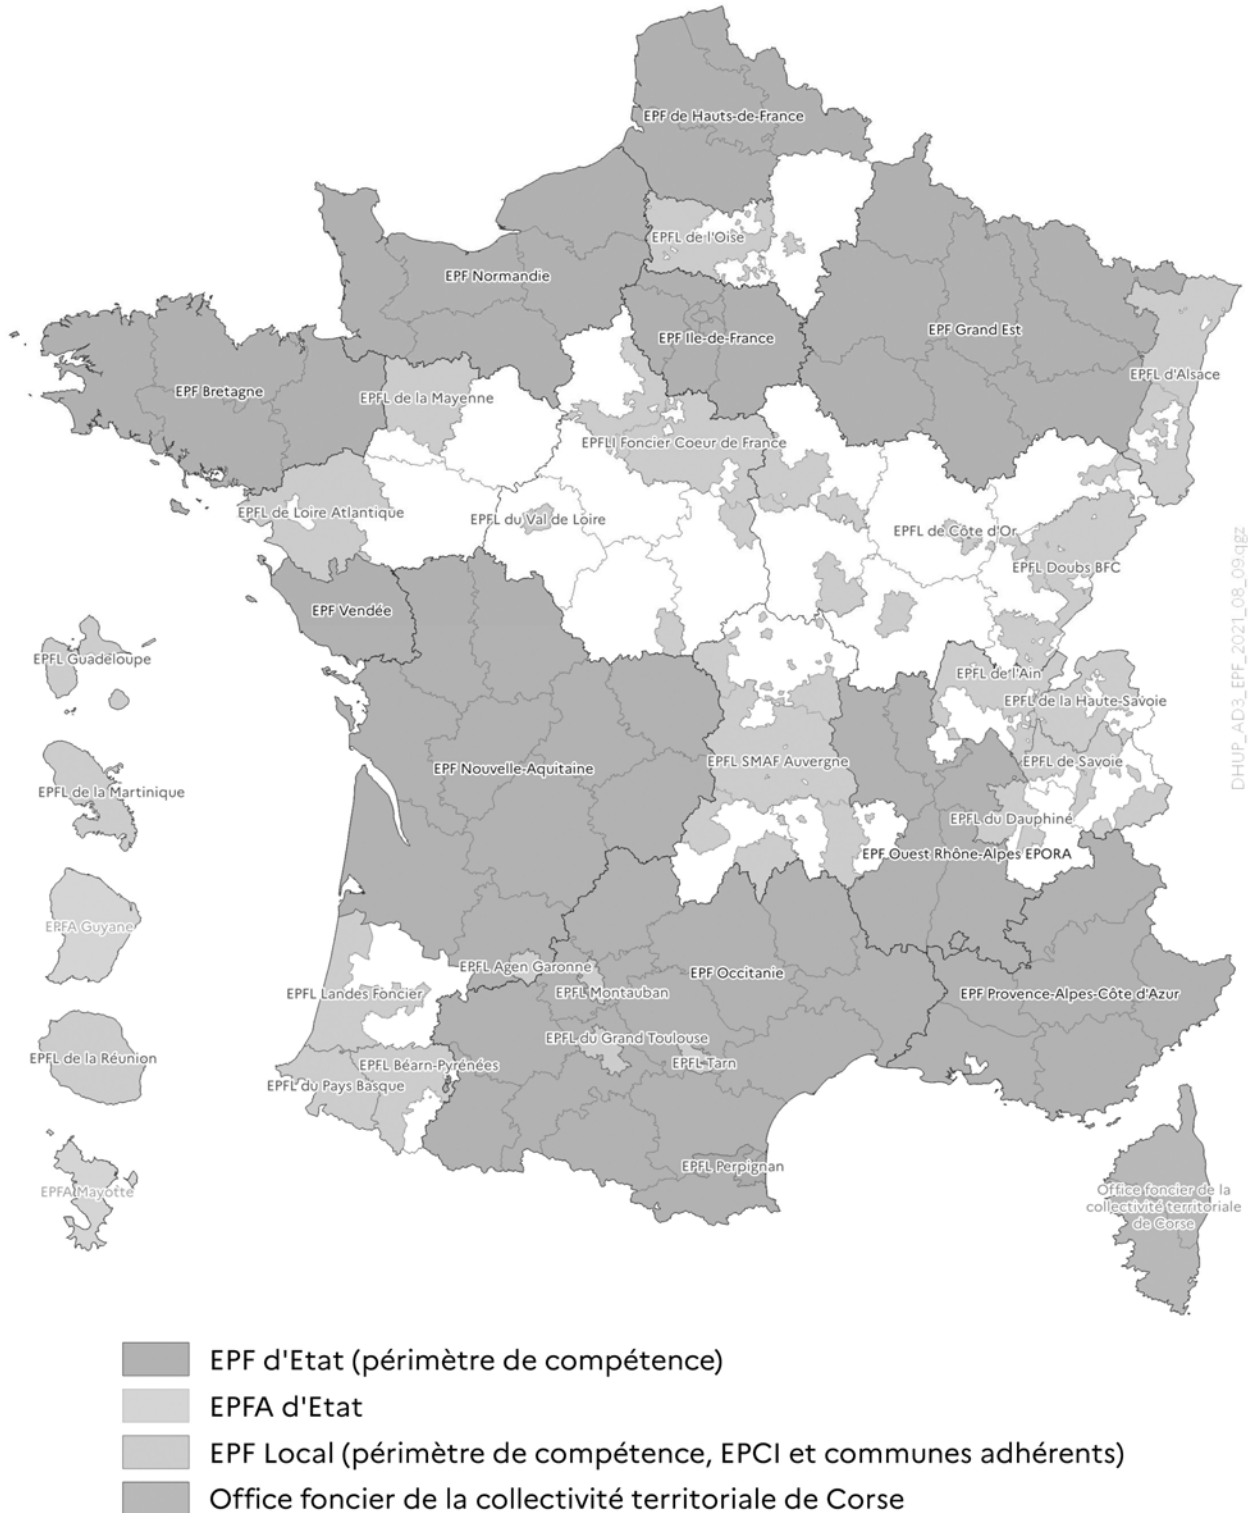 EPF de Hauts-de-France
EPFL de l'Oise
EPF Normandie
EPF Ile-de-France
EPF Grand Est
EPFL d'Alsace
EPF Bretagne
EPFL de la Mayenne
EPFLI Foncier Coeur de France
EPFL de Loire Atlantique
EPFL du Val de Loire
EPFL de Côte d'Or
EPFL Doubs BFC
EPF Vendée
EPFL Guadeloupe
EPFL de l'Ain
EPFL de la Haute-Savoie
EPF Nouvelle-Aquitaine
EPFL SMAF Auvergne
EPFL de Savoie
EPFL de la Martinique
EPFL du Dauphiné
EPF Ouest Rhône-Alpes EPORA
EPFA Guyane
EPFL Agen Garonne
EPF Occitanie
EPFL Landes Foncier
EPFL Montauban
EPF Provence-Alpes-Côte d'Azur
EPFL du Grand Toulouse
EPFL de la Réunion
EPFL Béarn-Pyrénées
EPFL Tarn
EPFL du Pays Basque
EPFL Perpignan
EPFA Mayotte
Office foncier de la
collectivité territoriale
de Corse
DHUP_AD3_EPF_2021_08_09.qgz
EPF d'Etat (périmètre de compétence)
EPFA d'Etat
EPF Local (périmètre de compétence, EPCI et communes adhérents)
Office foncier de la collectivité territoriale de Corse